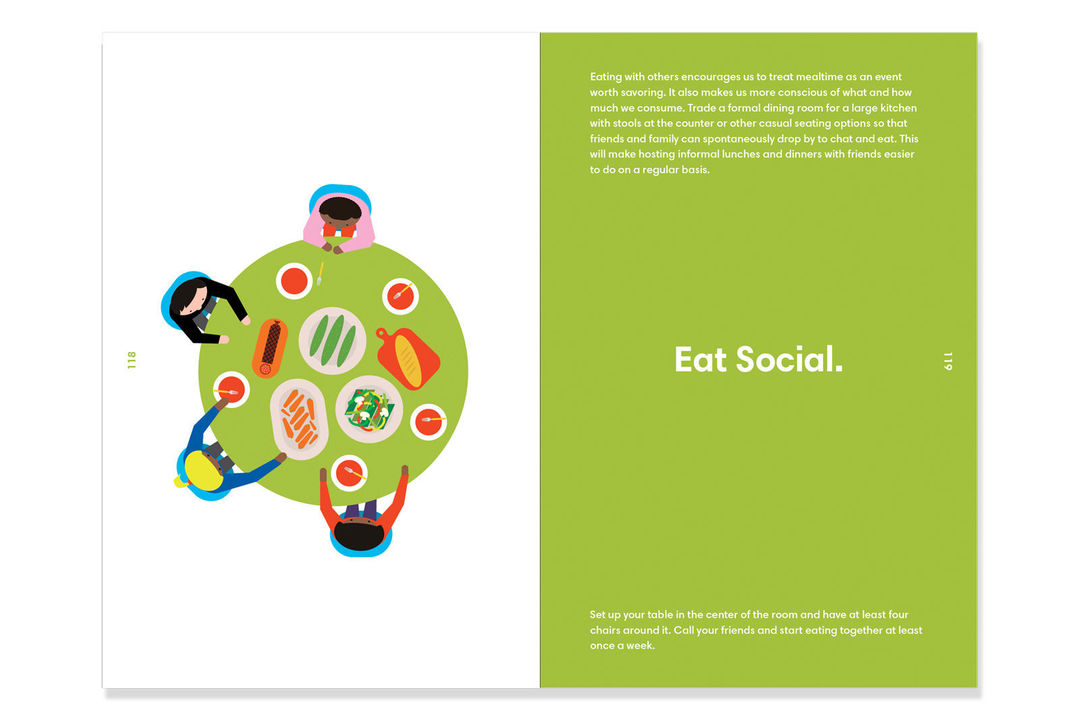 118
Eating with others encourages us to treat mealtime as an event
worth savoring. It also makes us more conscious of what and how
much we consume. Trade a formal dining room for a large kitchen
with stools at the counter or other casual seating options so that
friends and family can spontaneously drop by to chat and eat. This
will make hosting informal lunches and dinners with friends easier
to do on a regular basis.
Eat Social.
119
Set up your table in the center of the room and have at least four
chairs around it. Call your friends and start eating together at least
once a week.